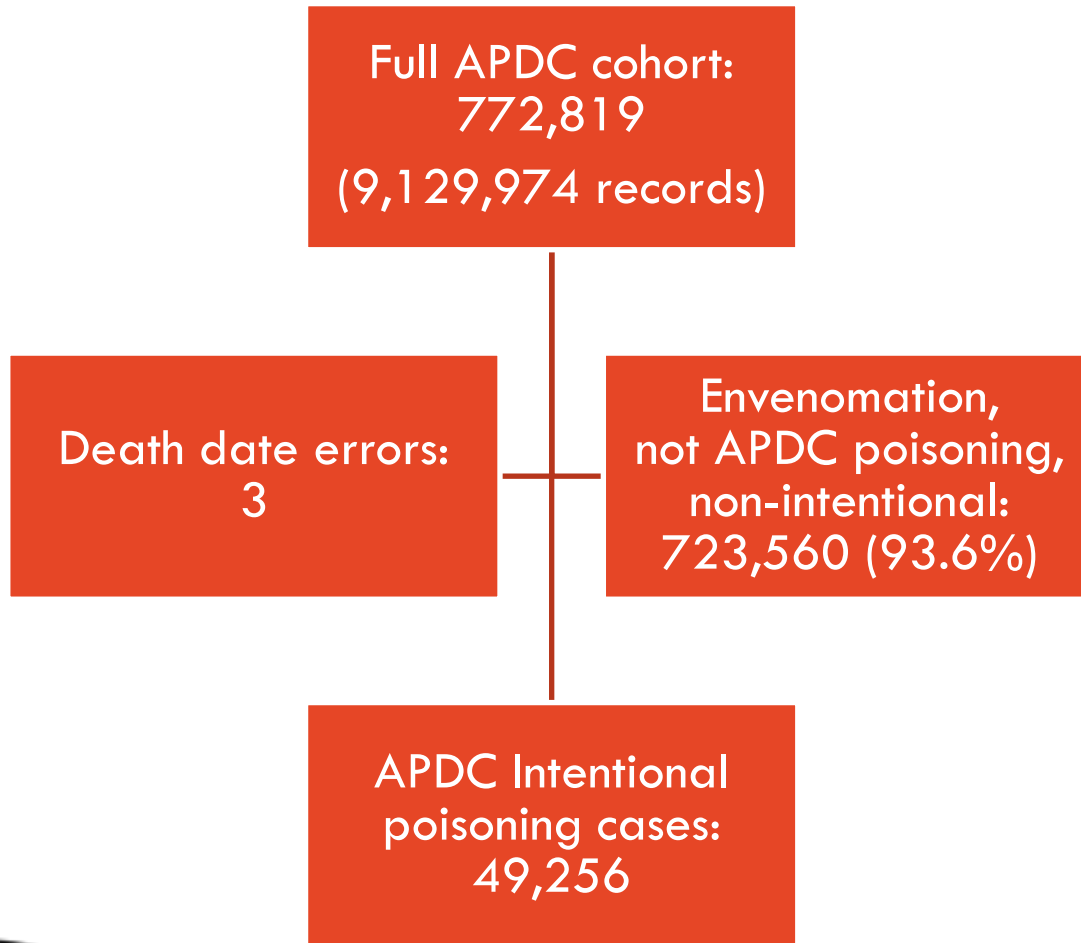 Full APDC cohort:
772,819
(9,129,974 records)
Death date errors:
3
Envenomation,
not APDC poisoning,
non-intentional:
723,560 (93.6%)
APDC Intentional
poisoning cases:
49,256